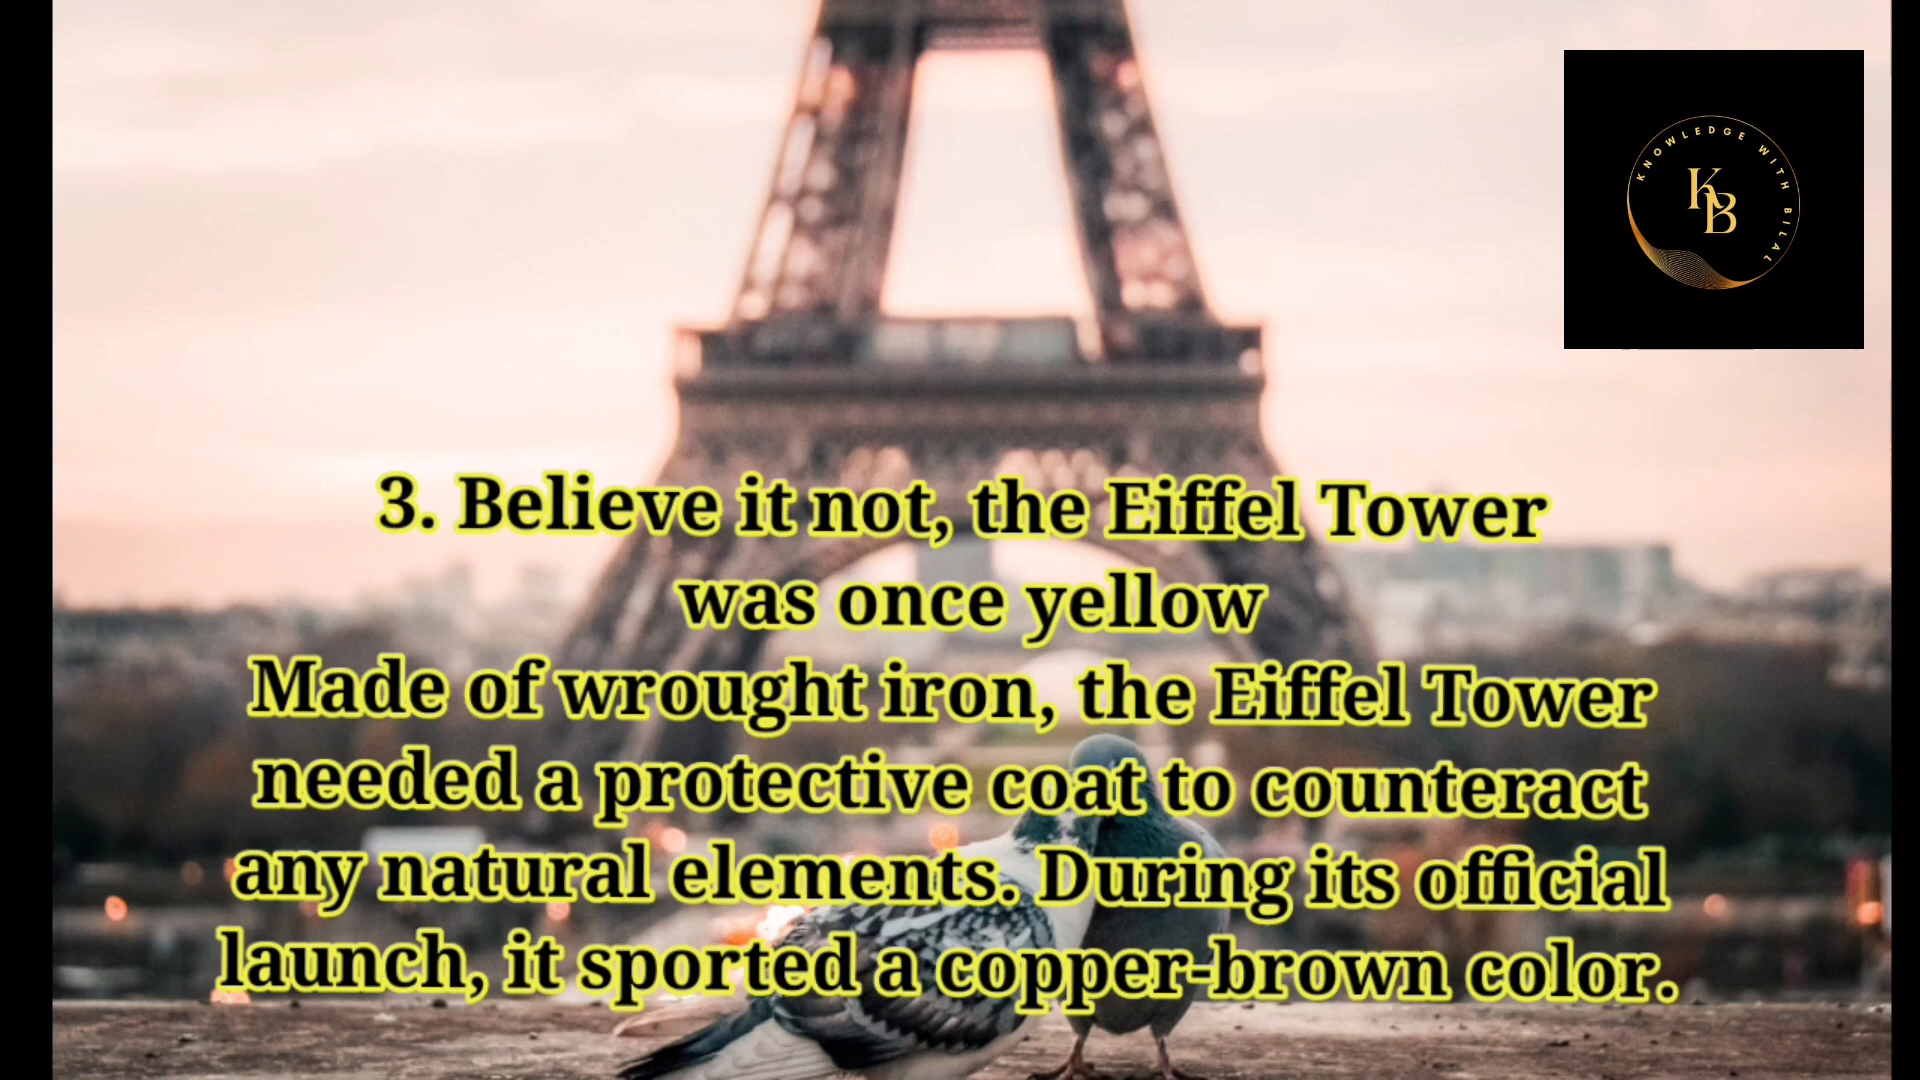 KNOWLEDGE WITH BILAL
KB
3. Believe it not, the Eiffel Tower
was once yellow
Made of wrought iron, the Eiffel Tower
needed a protective coat to counteract
any natural elements. During its official
launch, it sported a copper-brown color.